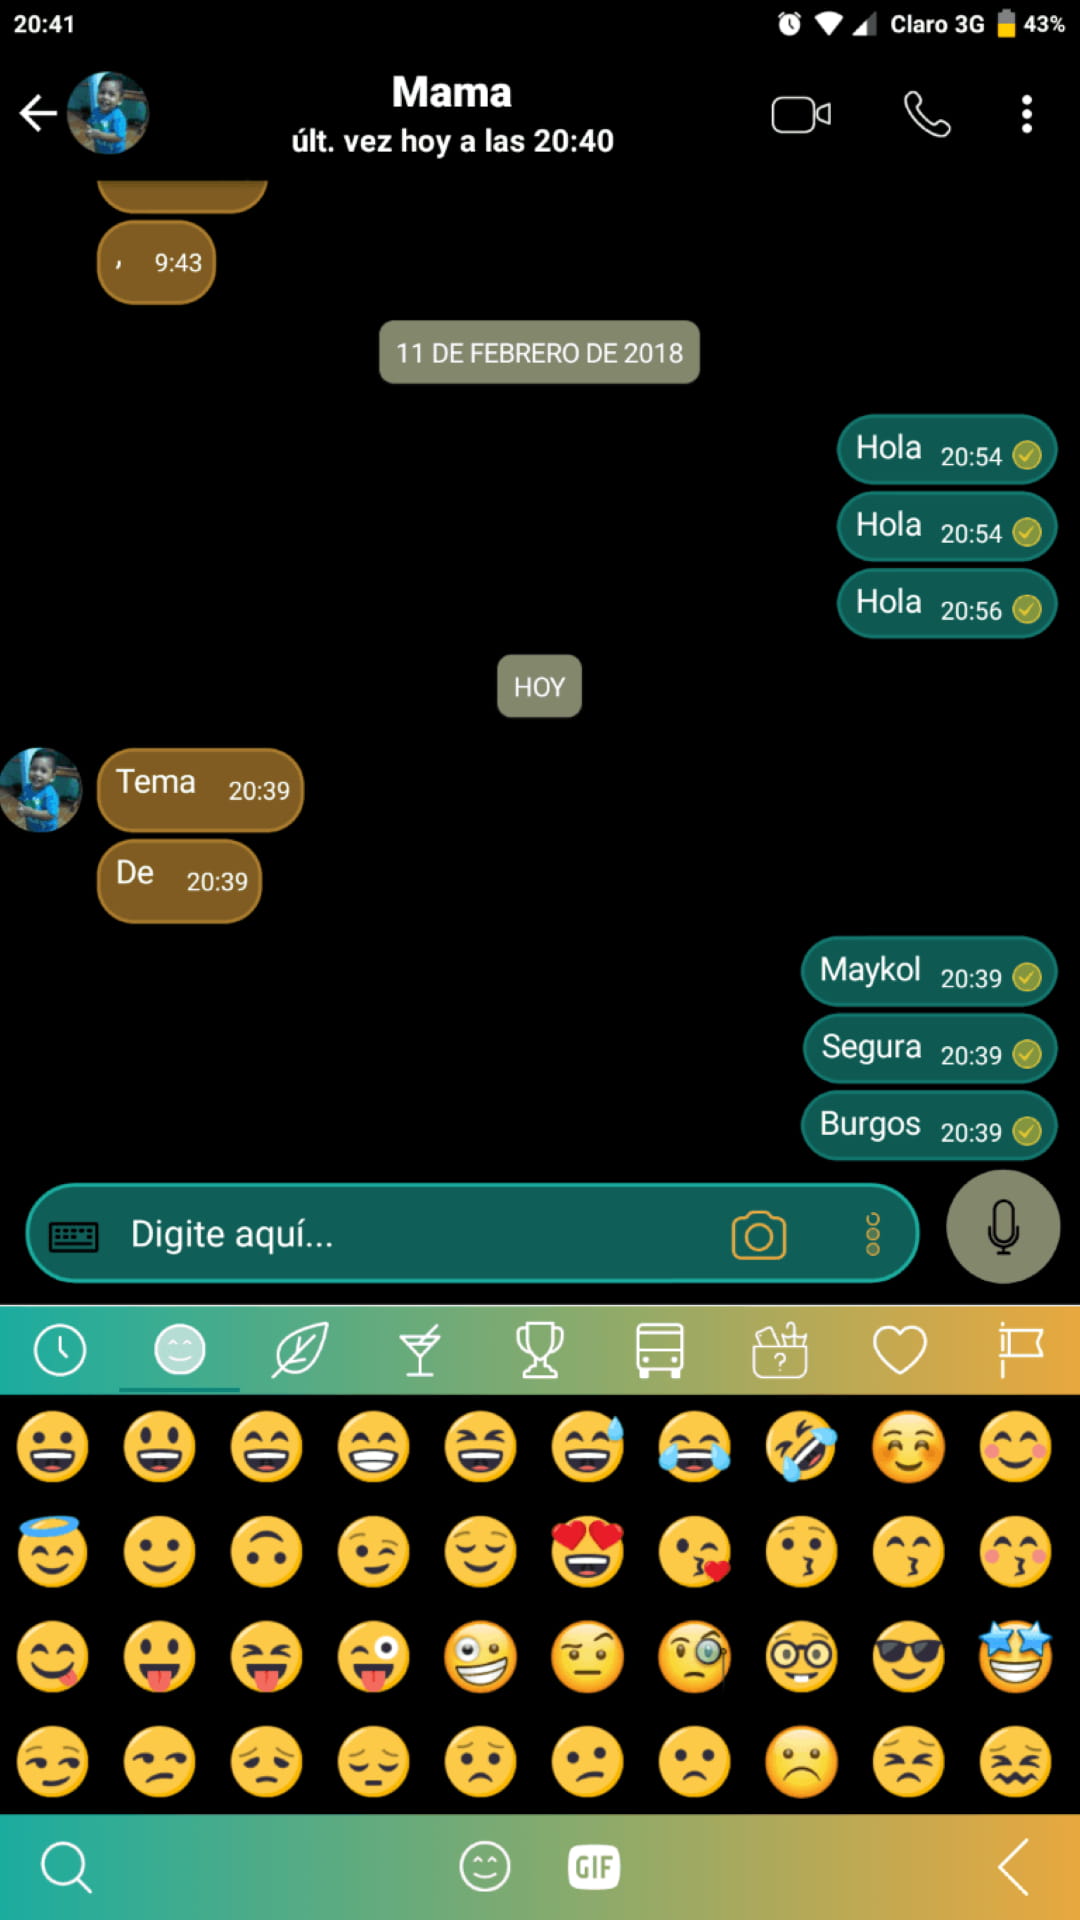 20:41
Claro 3G 43%
Mama
últ. vez hoy a las 20:40
, 9:43
11 DE FEBRERO DE 2018
Hola 20:54
Hola 20:54
Hola 20:56
HOY
Tema 20:39
De 20:39
Maykol 20:39
Segura 20:39
Burgos 20:39
Digite aquí...
?
GIF